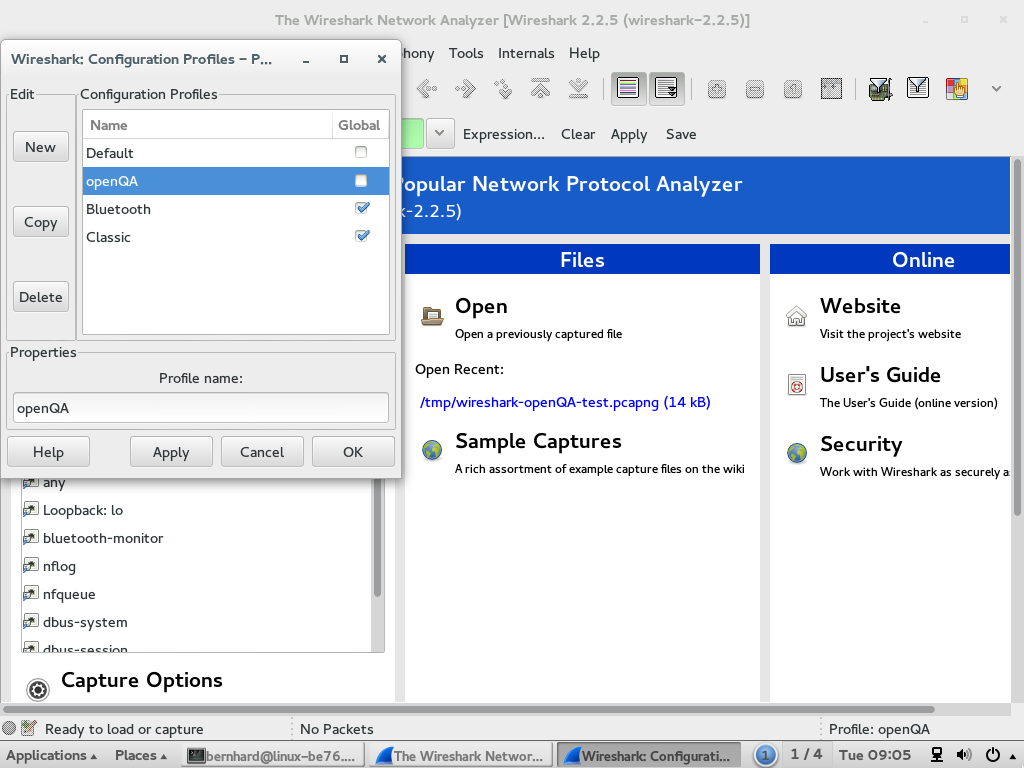 The Wireshark Network Analyzer [Wireshark 2.2.5 (wireshark-2.2.5)]
Wireshark: Configuration Profiles – P...
phony Tools Internals Help
Edit
New
Copy
Delete
Configuration Profiles
Name Global
Default
openQA
Bluetooth
Classic
Properties
Profile name:
openQA
Help Apply Cancel OK
Expression... Clear Apply Save
Popular Network Protocol Analyzer
k-2.2.5)
any
Loopback: lo
bluetooth-monitor
nflog
nfqueue
dbus-system
dbus-session
Capture Options
Files
Open
Open a previously captured file
Open Recent:
/tmp/wireshark-openQA-test.pcapng (14 kB)
Sample Captures
A rich assortment of example capture files on the wiki
Online
Website
Visit the project's website
User's Guide
The User's Guide (online version)
Security
Work with Wireshark as securely as
Ready to load or capture No Packets Profile: openQA
Applications Places bernhard@linux-be76.... The Wireshark Networ... Wireshark: Configurati... 1 1 / 4 Tue 09:05